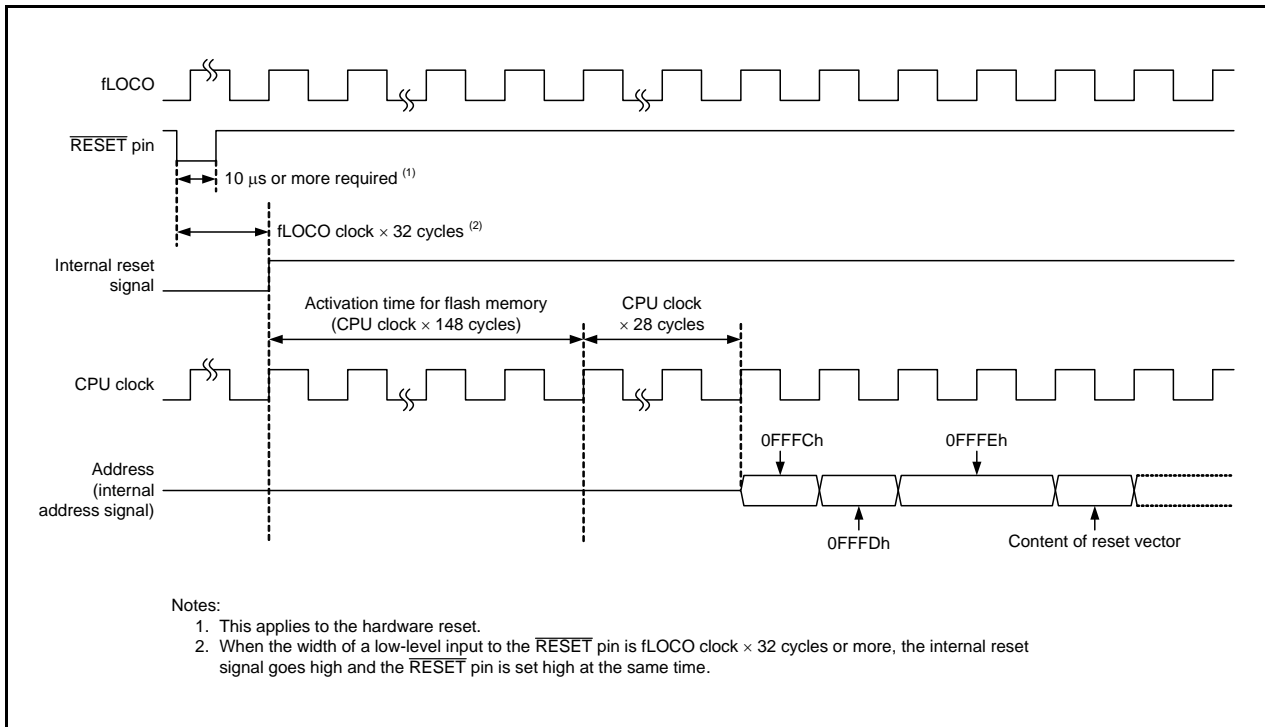 fLOCO
RESET pin
10 μs or more required (1)
fLOCO clock × 32 cycles (2)
Internal reset
signal
Activation time for flash memory
(CPU clock × 148 cycles)
CPU clock
× 28 cycles
CPU clock
0FFFCh
0FFFEh
Address
(internal
address signal)
0FFFDh
Content of reset vector
Notes:
1. This applies to the hardware reset.
2. When the width of a low-level input to the RESET pin is fLOCO clock × 32 cycles or more, the internal reset
signal goes high and the RESET pin is set high at the same time.